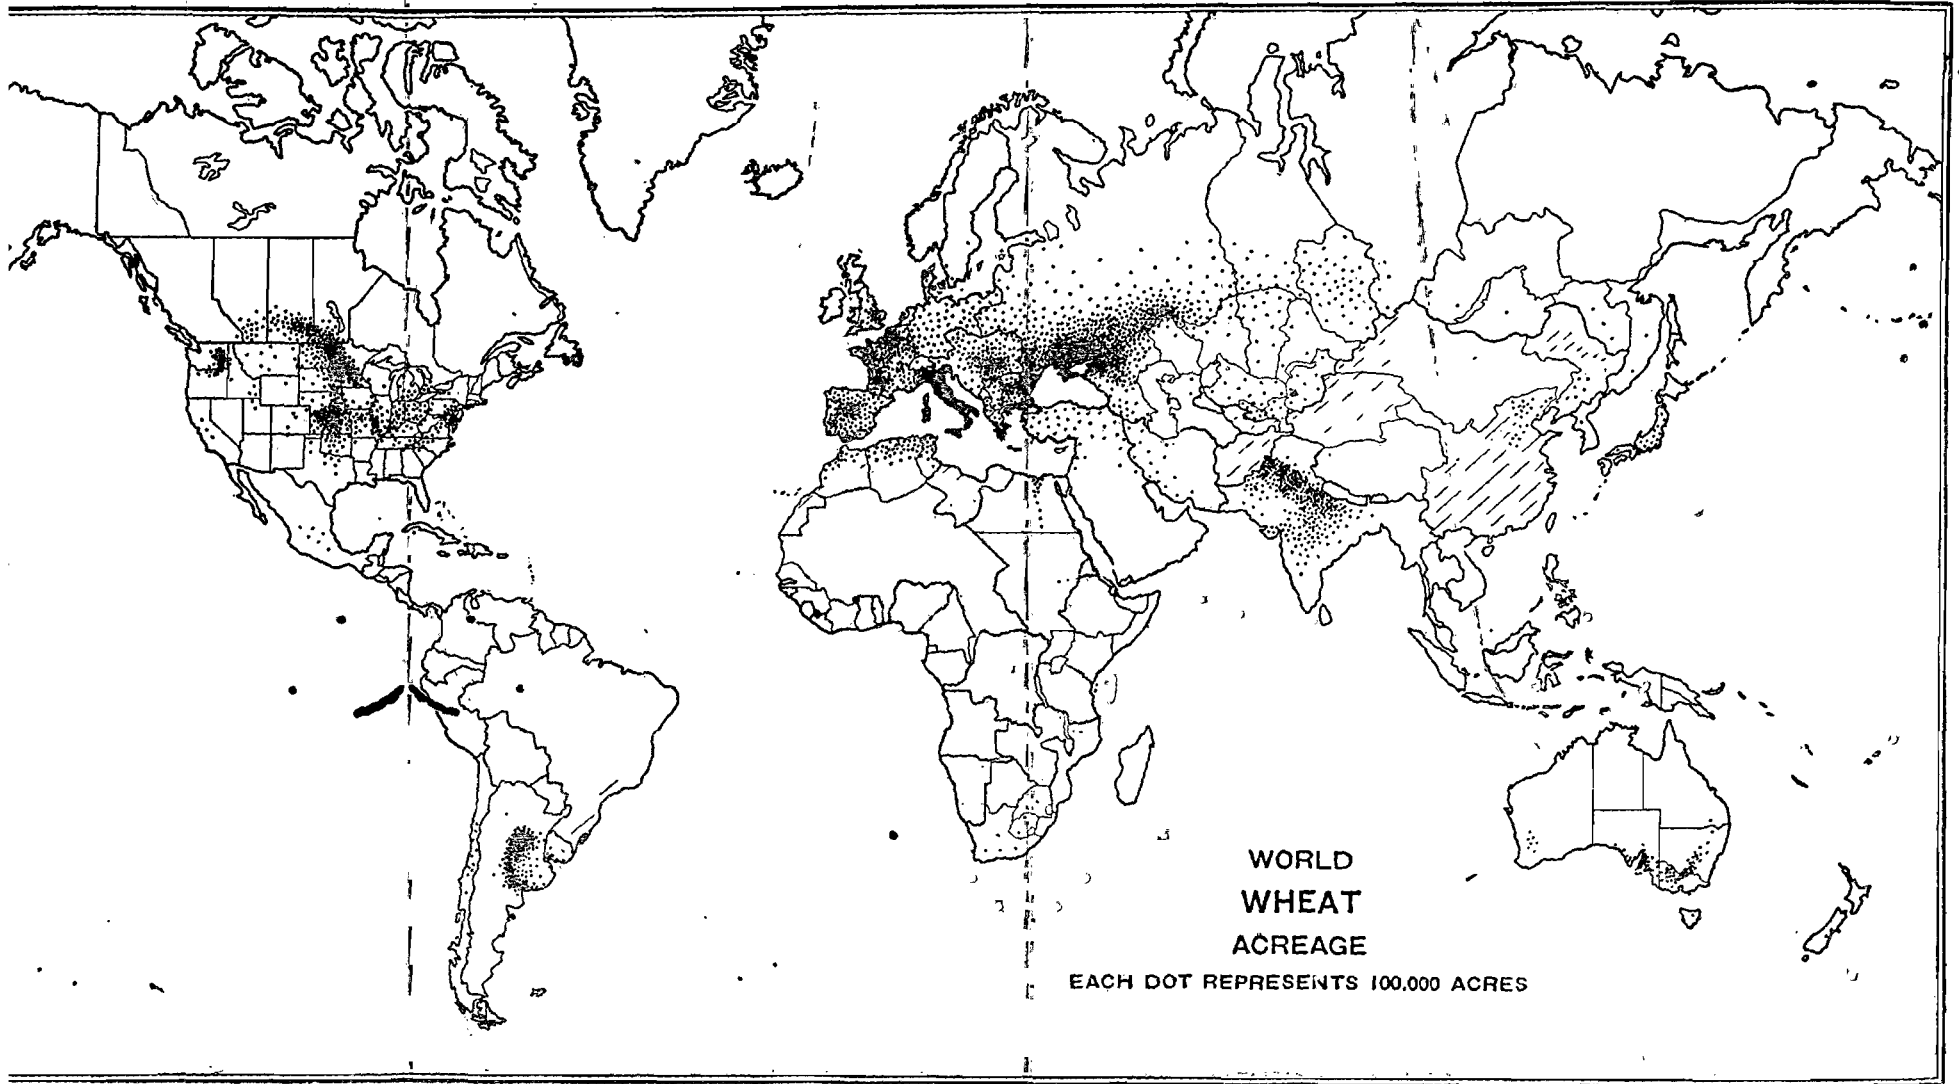 WORLD
WHEAT
ACREAGE
EACH DOT REPRESENTS 100,000 ACRES